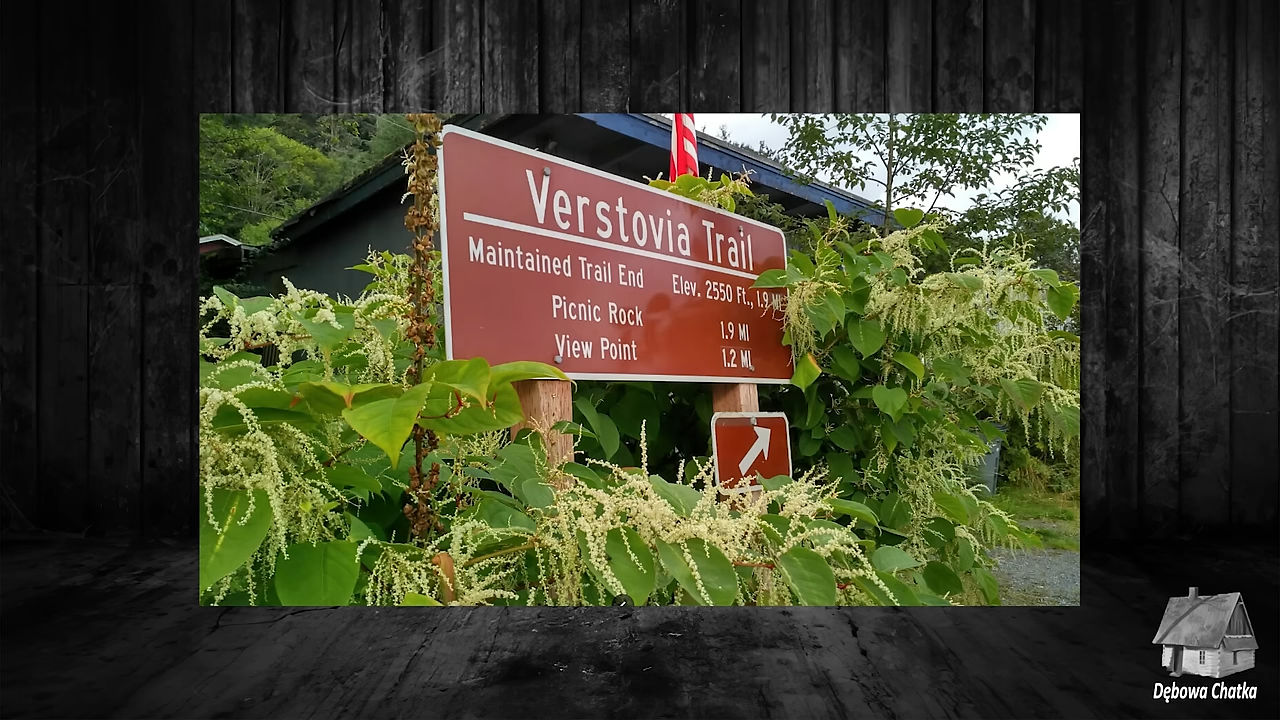 Verstovia Trail
Maintained Trail End Elev. 2550 Ft., 1.9 MI
Picnic Rock 1.9 MI
View Point 1.2 MI
Dębowa Chatka